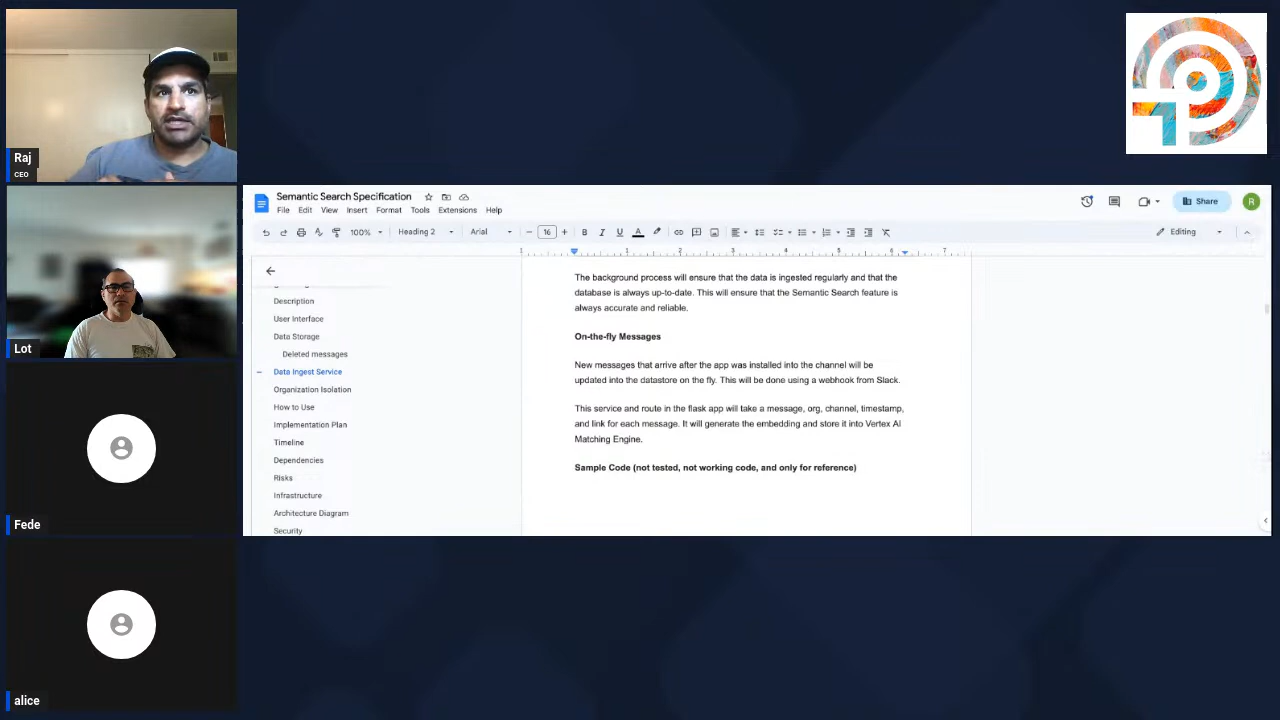 Raj
CEO
Lot
Fede
alice
Semantic Search Specification
File Edit View Insert Format Tools Extensions Help
Share
R
100% Heading 2 Arial 16 B I U A Editing
1 1 2 3 4 5 6 7
Description
User Interface
Data Storage
Deleted messages
Data Ingest Service
Organization Isolation
How to Use
Implementation Plan
Timeline
Dependencies
Risks
Infrastructure
Architecture Diagram
Security
The background process will ensure that the data is ingested regularly and that the
database is always up-to-date. This will ensure that the Semantic Search feature is
always accurate and reliable.
On-the-fly Messages
New messages that arrive after the app was installed into the channel will be
updated into the datastore on the fly. This will be done using a webhook from Slack.
This service and route in the flask app will take a message, org, channel, timestamp,
and link for each message. It will generate the embedding and store it into Vertex AI
Matching Engine.
Sample Code (not tested, not working code, and only for reference)